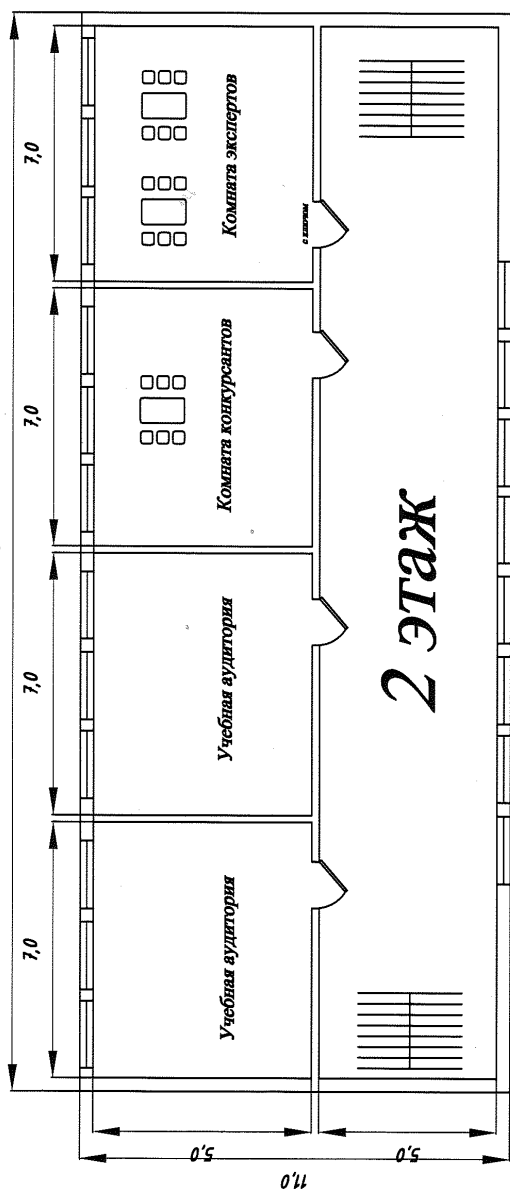 7,0
7,0
7,0
7,0
Учебная аудитория
Учебная аудитория
Комната конкурсантов
Комната экспертов
с ключом
2 этаж
5,0
5,0
11,0